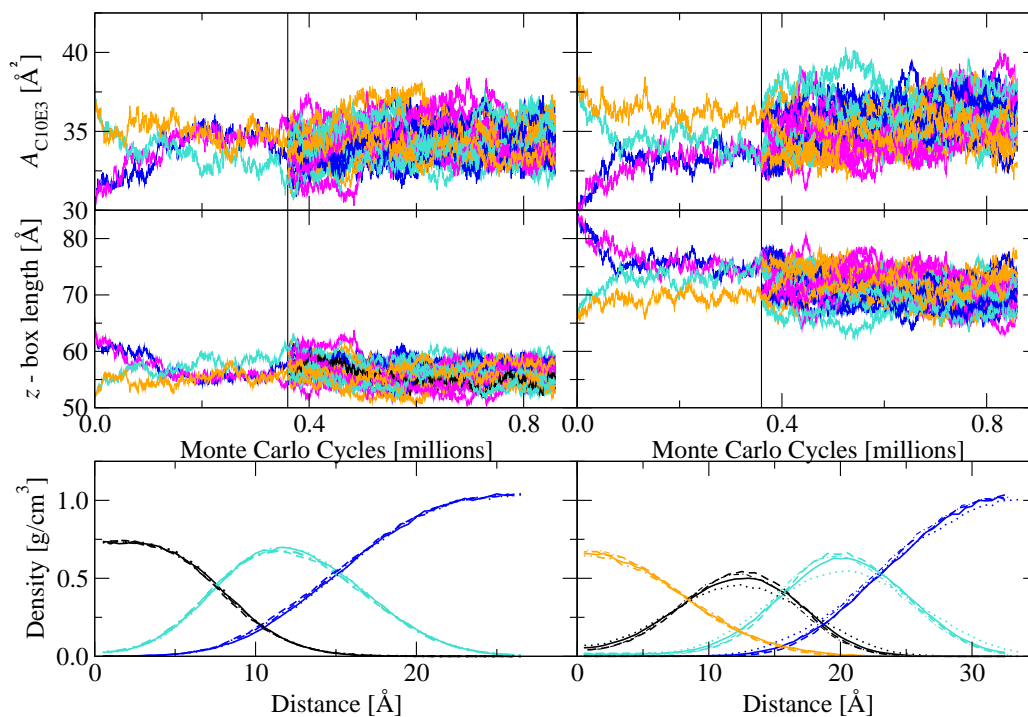 A_C10E3 [Å²]
40
35
30
z - box length [Å]
80
70
60
50
0.0 0.4 0.8 0.0 0.4 0.8
Monte Carlo Cycles [millions] Monte Carlo Cycles [millions]
Density [g/cm³]
1.0
0.5
0.0
0 10 20 0 10 20 30
Distance [Å] Distance [Å]